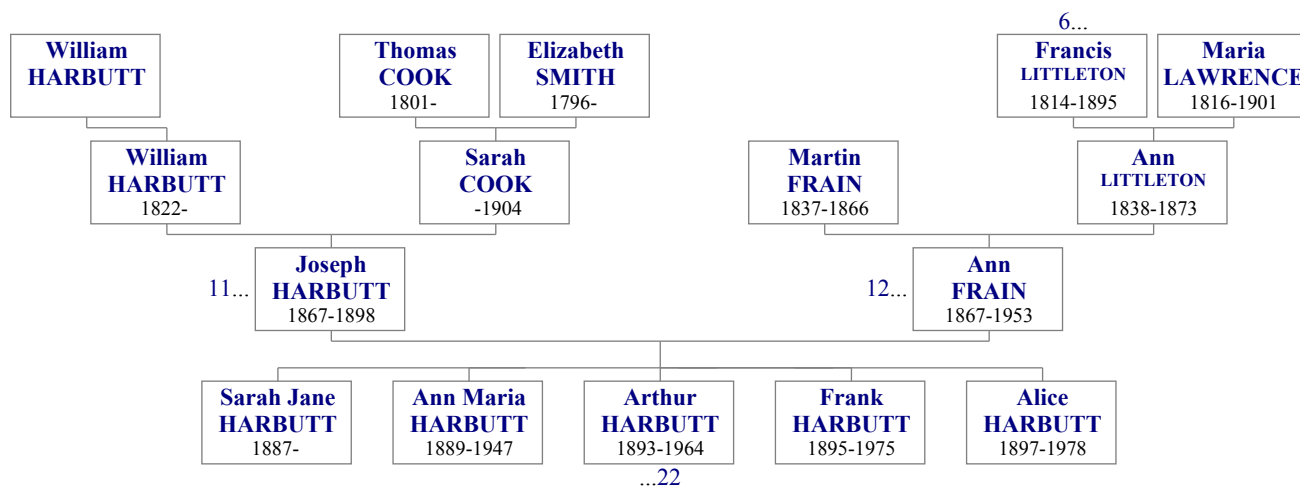 6...
William
HARBUTT
Thomas
COOK
1801-
Elizabeth
SMITH
1796-
Francis
LITTLETON
1814-1895
Maria
LAWRENCE
1816-1901
William
HARBUTT
1822-
Sarah
COOK
-1904
Martin
FRAIN
1837-1866
Ann
LITTLETON
1838-1873
11...
Joseph
HARBUTT
1867-1898
12...
Ann
FRAIN
1867-1953
Sarah Jane
HARBUTT
1887-
Ann Maria
HARBUTT
1889-1947
Arthur
HARBUTT
1893-1964
Frank
HARBUTT
1895-1975
Alice
HARBUTT
1897-1978
...22